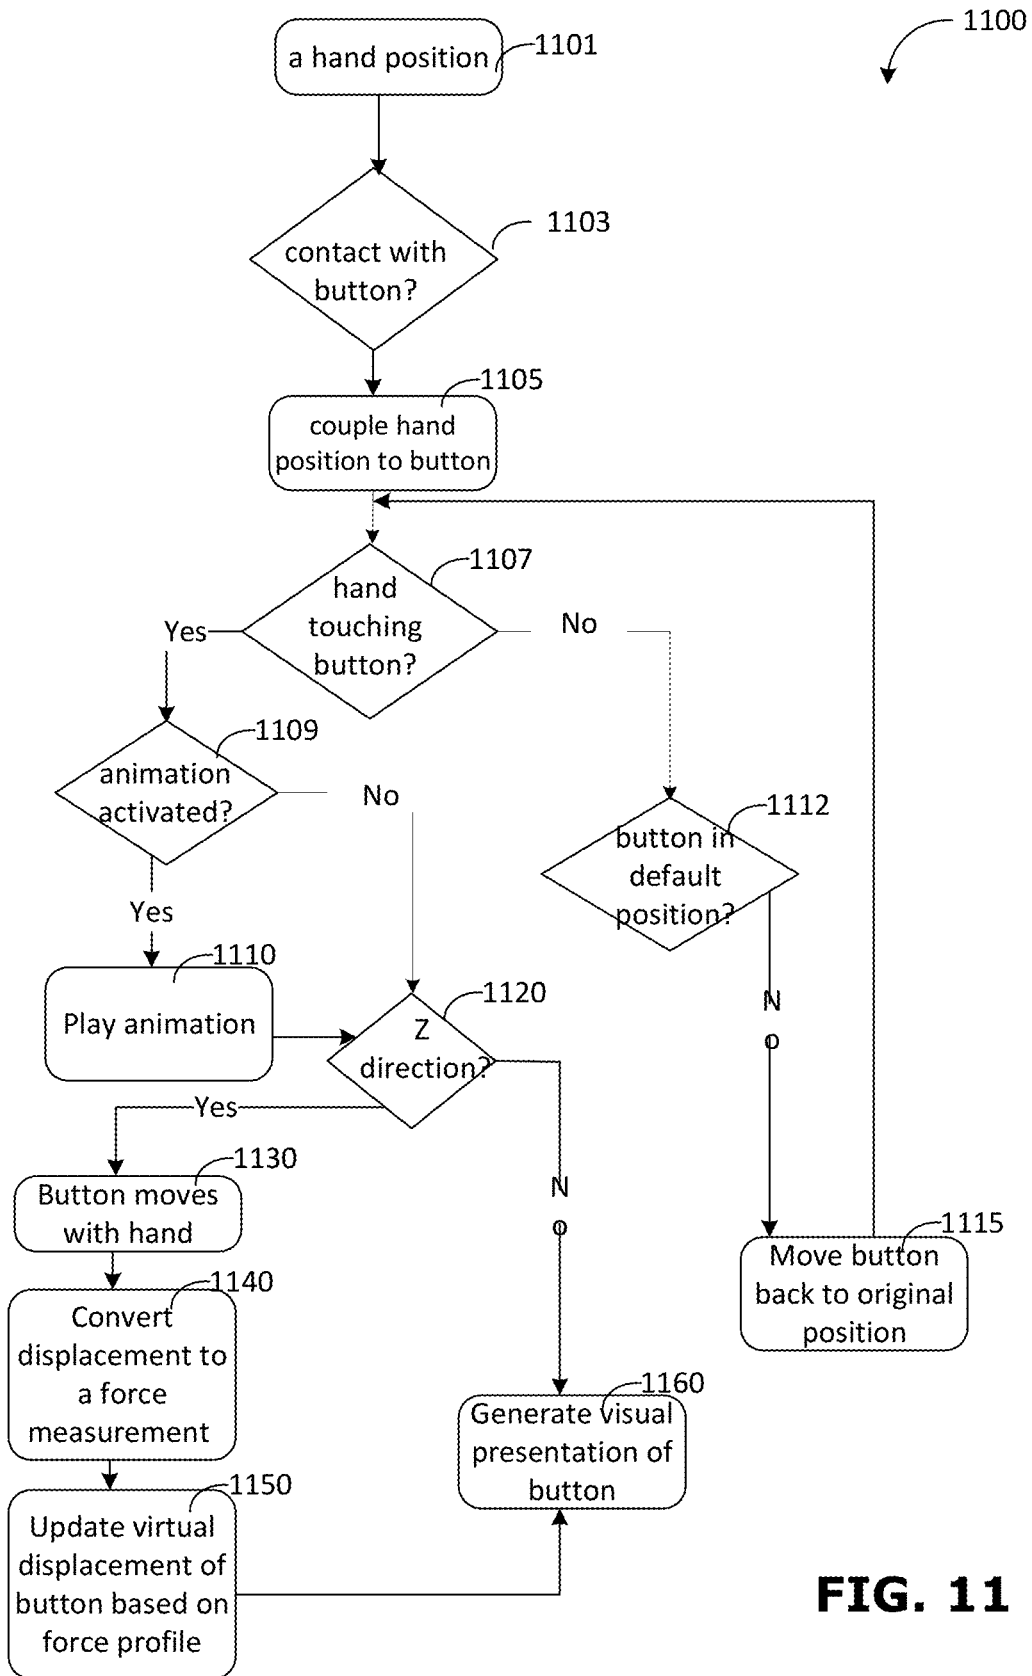 1100
a hand position
1101
contact with
button?
1103
1105
couple hand
position to button
1107
hand
touching
button?
Yes
No
1109
animation
activated?
No
1112
button in
default
position?
Yes
1110
Play animation
1120
Z
direction?
N
o
Yes
1130
Button moves
with hand
N
o
1115
Move button
back to original
position
1140
Convert
displacement to
a force
measurement
1160
Generate visual
presentation of
button
1150
Update virtual
displacement of
button based on
force profile
FIG. 11